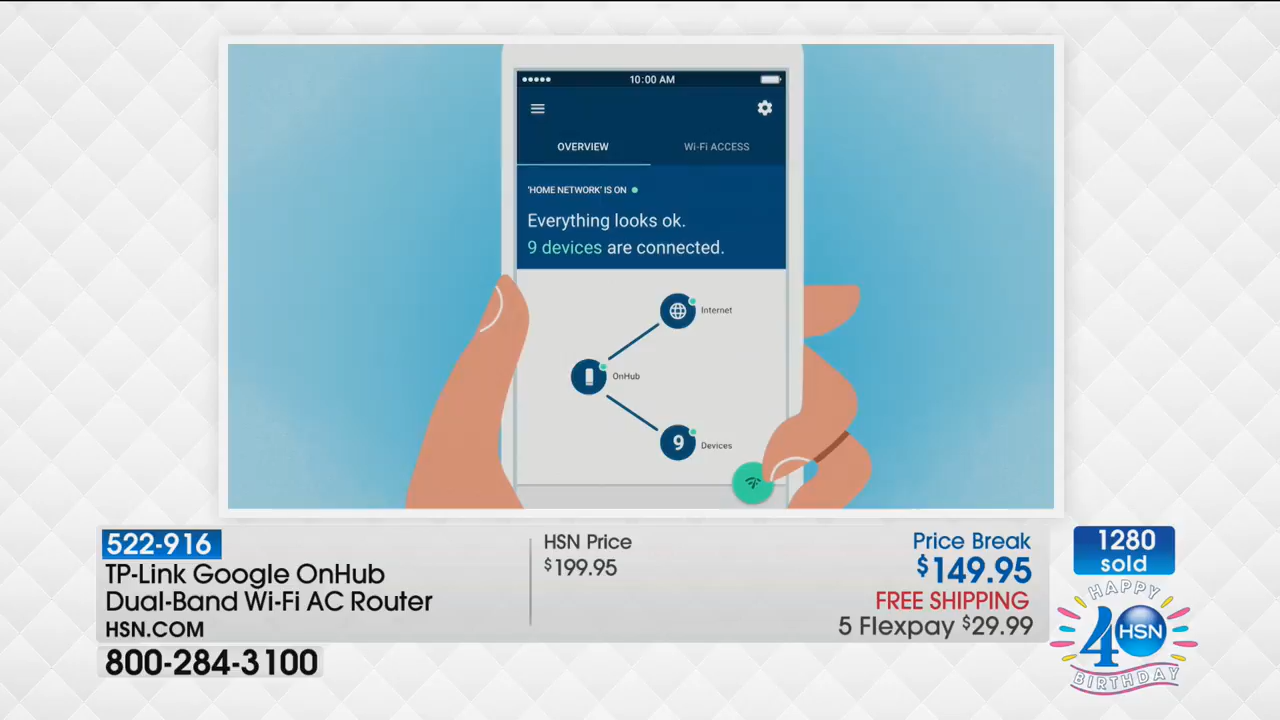 10:00 AM
OVERVIEW
Wi-Fi ACCESS
'HOME NETWORK' IS ON
Everything looks ok.
9 devices are connected.
Internet
OnHub
9
Devices
522-916
TP-Link Google OnHub
Dual-Band Wi-Fi AC Router
HSN.COM
800-284-3100
HSN Price
$199.95
Price Break
$149.95
FREE SHIPPING
5 Flexpay $29.99
1280
sold
HAPPY
40
HSN
BIRTHDAY